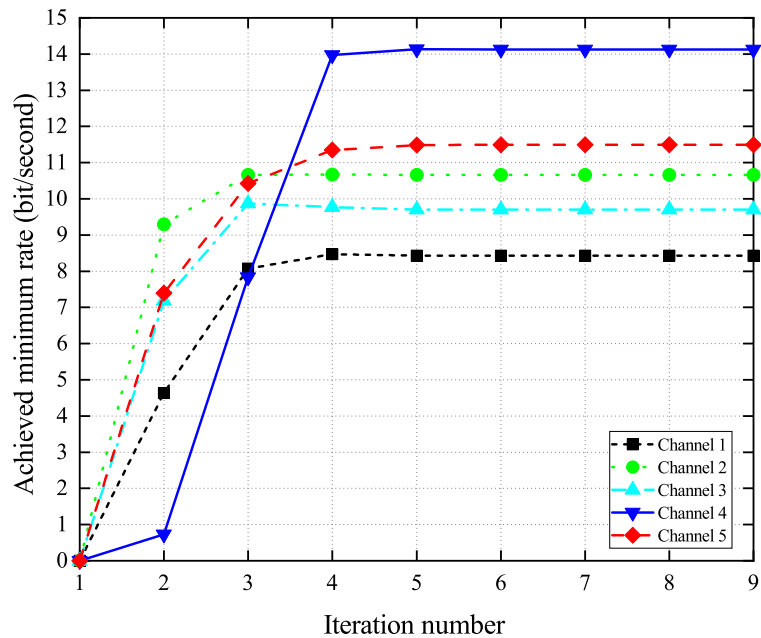 Achieved minimum rate (bit/second)
15
14
13
12
11
10
9
8
7
6
5
4
3
2
1
0
1 2 3 4 5 6 7 8 9
Iteration number
Channel 1
Channel 2
Channel 3
Channel 4
Channel 5